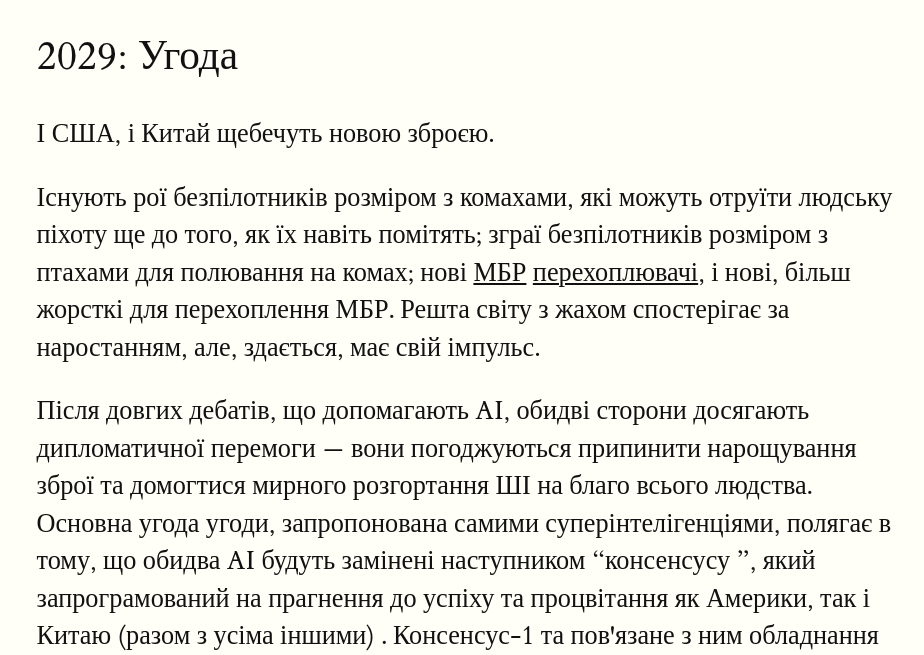 2029: Угода
І США, і Китай щебечуть новою зброєю.
Існують рої безпілотників розміром з комахами, які можуть отруїти людську
піхоту ще до того, як їх навіть помітять; зграї безпілотників розміром з
птахами для полювання на комах; нові МБР перехоплювачі, і нові, більш
жорсткі для перехоплення МБР. Решта світу з жахом спостерігає за
наростанням, але, здається, має свій імпульс.
Після довгих дебатів, що допомагають AI, обидві сторони досягають
дипломатичної перемоги — вони погоджуються припинити нарощування
зброї та домогтися мирного розгортання ШІ на благо всього людства.
Основна угода угоди, запропонована самими суперінтелігенціями, полягає в
тому, що обидва AI будуть замінені наступником “консенсусу ”, який
запрограмований на прагнення до успіху та процвітання як Америки, так і
Китаю (разом з усіма іншими) . Консенсус-1 та пов'язане з ним обладнання